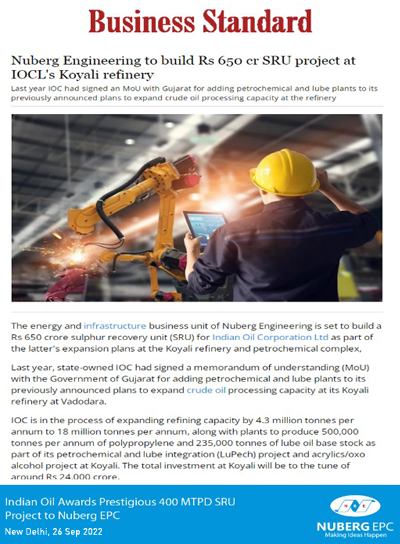 Business Standard
Nuberg Engineering to build Rs 650 cr SRU project at
IOCL's Koyali refinery
Last year IOC had signed an MoU with Gujarat for adding petrochemical and lube plants to its
previously announced plans to expand crude oil processing capacity at the refinery
The energy and infrastructure business unit of Nuberg Engineering is set to build a
Rs 650 crore sulphur recovery unit (SRU) for Indian Oil Corporation Ltd as part of
the latter's expansion plans at the Koyali refinery and petrochemical complex,
Last year, state-owned IOC had signed a memorandum of understanding (MoU)
with the Government of Gujarat for adding petrochemical and lube plants to its
previously announced plans to expand crude oil processing capacity at its Koyali
refinery at Vadodara.
IOC is in the process of expanding refining capacity by 4.3 million tonnes per
annum to 18 million tonnes per annum, along with plants to produce 500,000
tonnes per annum of polypropylene and 235,000 tonnes of lube oil base stock as
part of its petrochemical and lube integration (LuPech) project and acrylics/oxo
alcohol project at Koyali. The total investment at Koyali will be to the tune of
around Rs 24,000 crore.
Indian Oil Awards Prestigious 400 MTPD SRU
Project to Nuberg EPC
New Delhi, 26 Sep 2022
NUBERG EPC
Making Ideas Happen